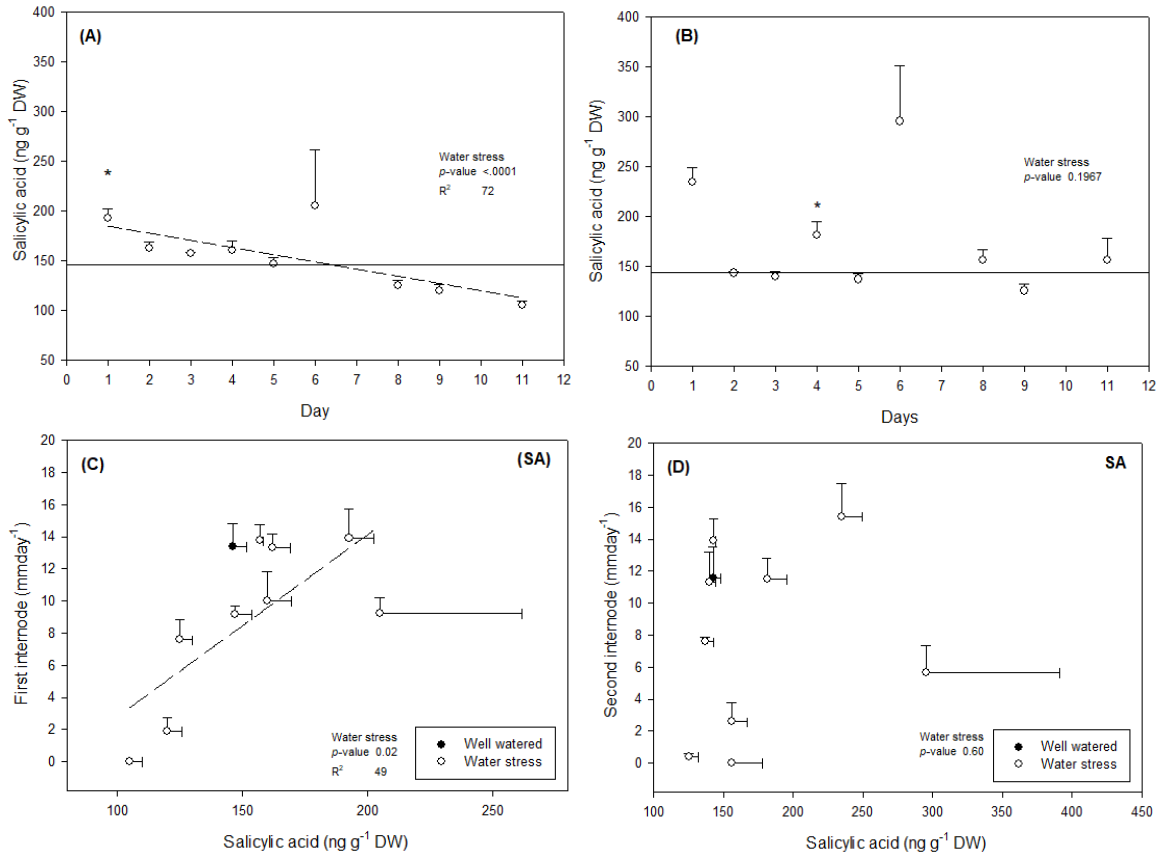 (A)
Salicylic acid (ng g⁻¹ DW)
400
350
300
250
200
150
100
50
*
Water stress
p-value <.0001
R² 72
0 1 2 3 4 5 6 7 8 9 10 11 12
Day
(B)
Salicylic acid (ng g⁻¹ DW)
400
350
300
250
200
150
100
50
*
Water stress
p-value 0.1967
0 1 2 3 4 5 6 7 8 9 10 11 12
Days
(C)
(SA)
First internode (mmday⁻¹)
20
18
16
14
12
10
8
6
4
2
0
Water stress
p-value 0.02
R² 49
Well watered
Water stress
100 150 200 250
Salicylic acid (ng g⁻¹ DW)
(D)
SA
Second internode (mmday⁻¹)
20
18
16
14
12
10
8
6
4
2
0
Water stress
p-value 0.60
Well watered
Water stress
100 150 200 250 300 350 400 450
Salicylic acid (ng g⁻¹ DW)